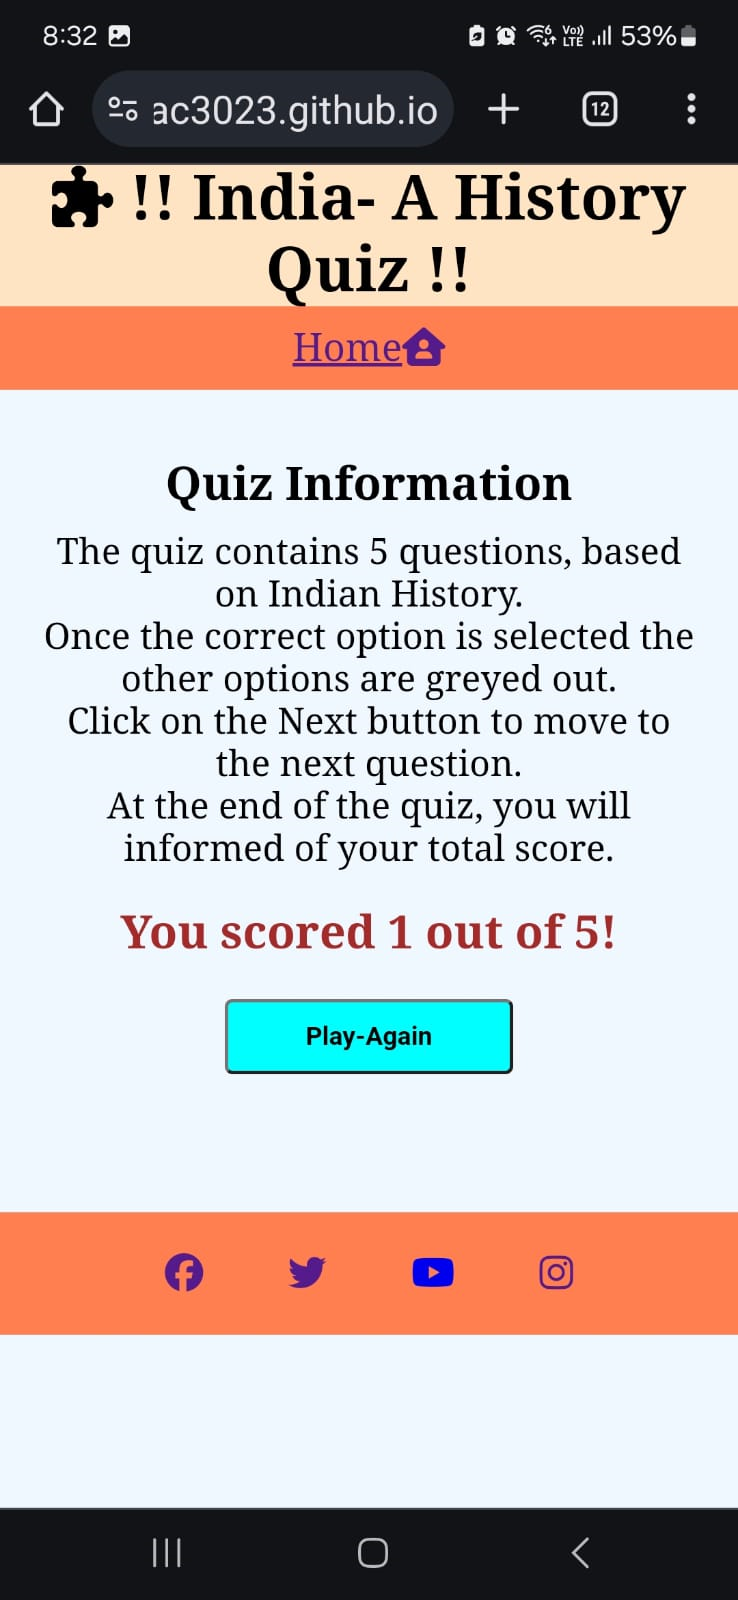 8:32
Vo)) LTE 53%
ac3023.github.io
12
!! India- A History
Quiz !!
Home
Quiz Information
The quiz contains 5 questions, based
on Indian History.
Once the correct option is selected the
other options are greyed out.
Click on the Next button to move to
the next question.
At the end of the quiz, you will
informed of your total score.
You scored 1 out of 5!
Play-Again